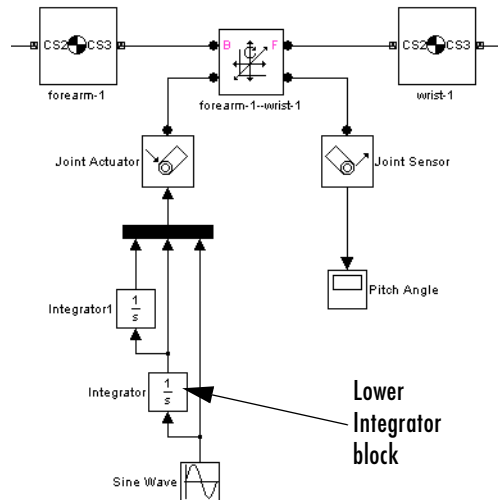 CS2 CS3
B F
C
CS2 CS3
forearm-1
forearm-1--wrist-1
wrist-1
Joint Actuator
Joint Sensor
Integrator1
1
s
Pitch Angle
Integrator
1
s
Lower
Integrator
block
Sine Wave